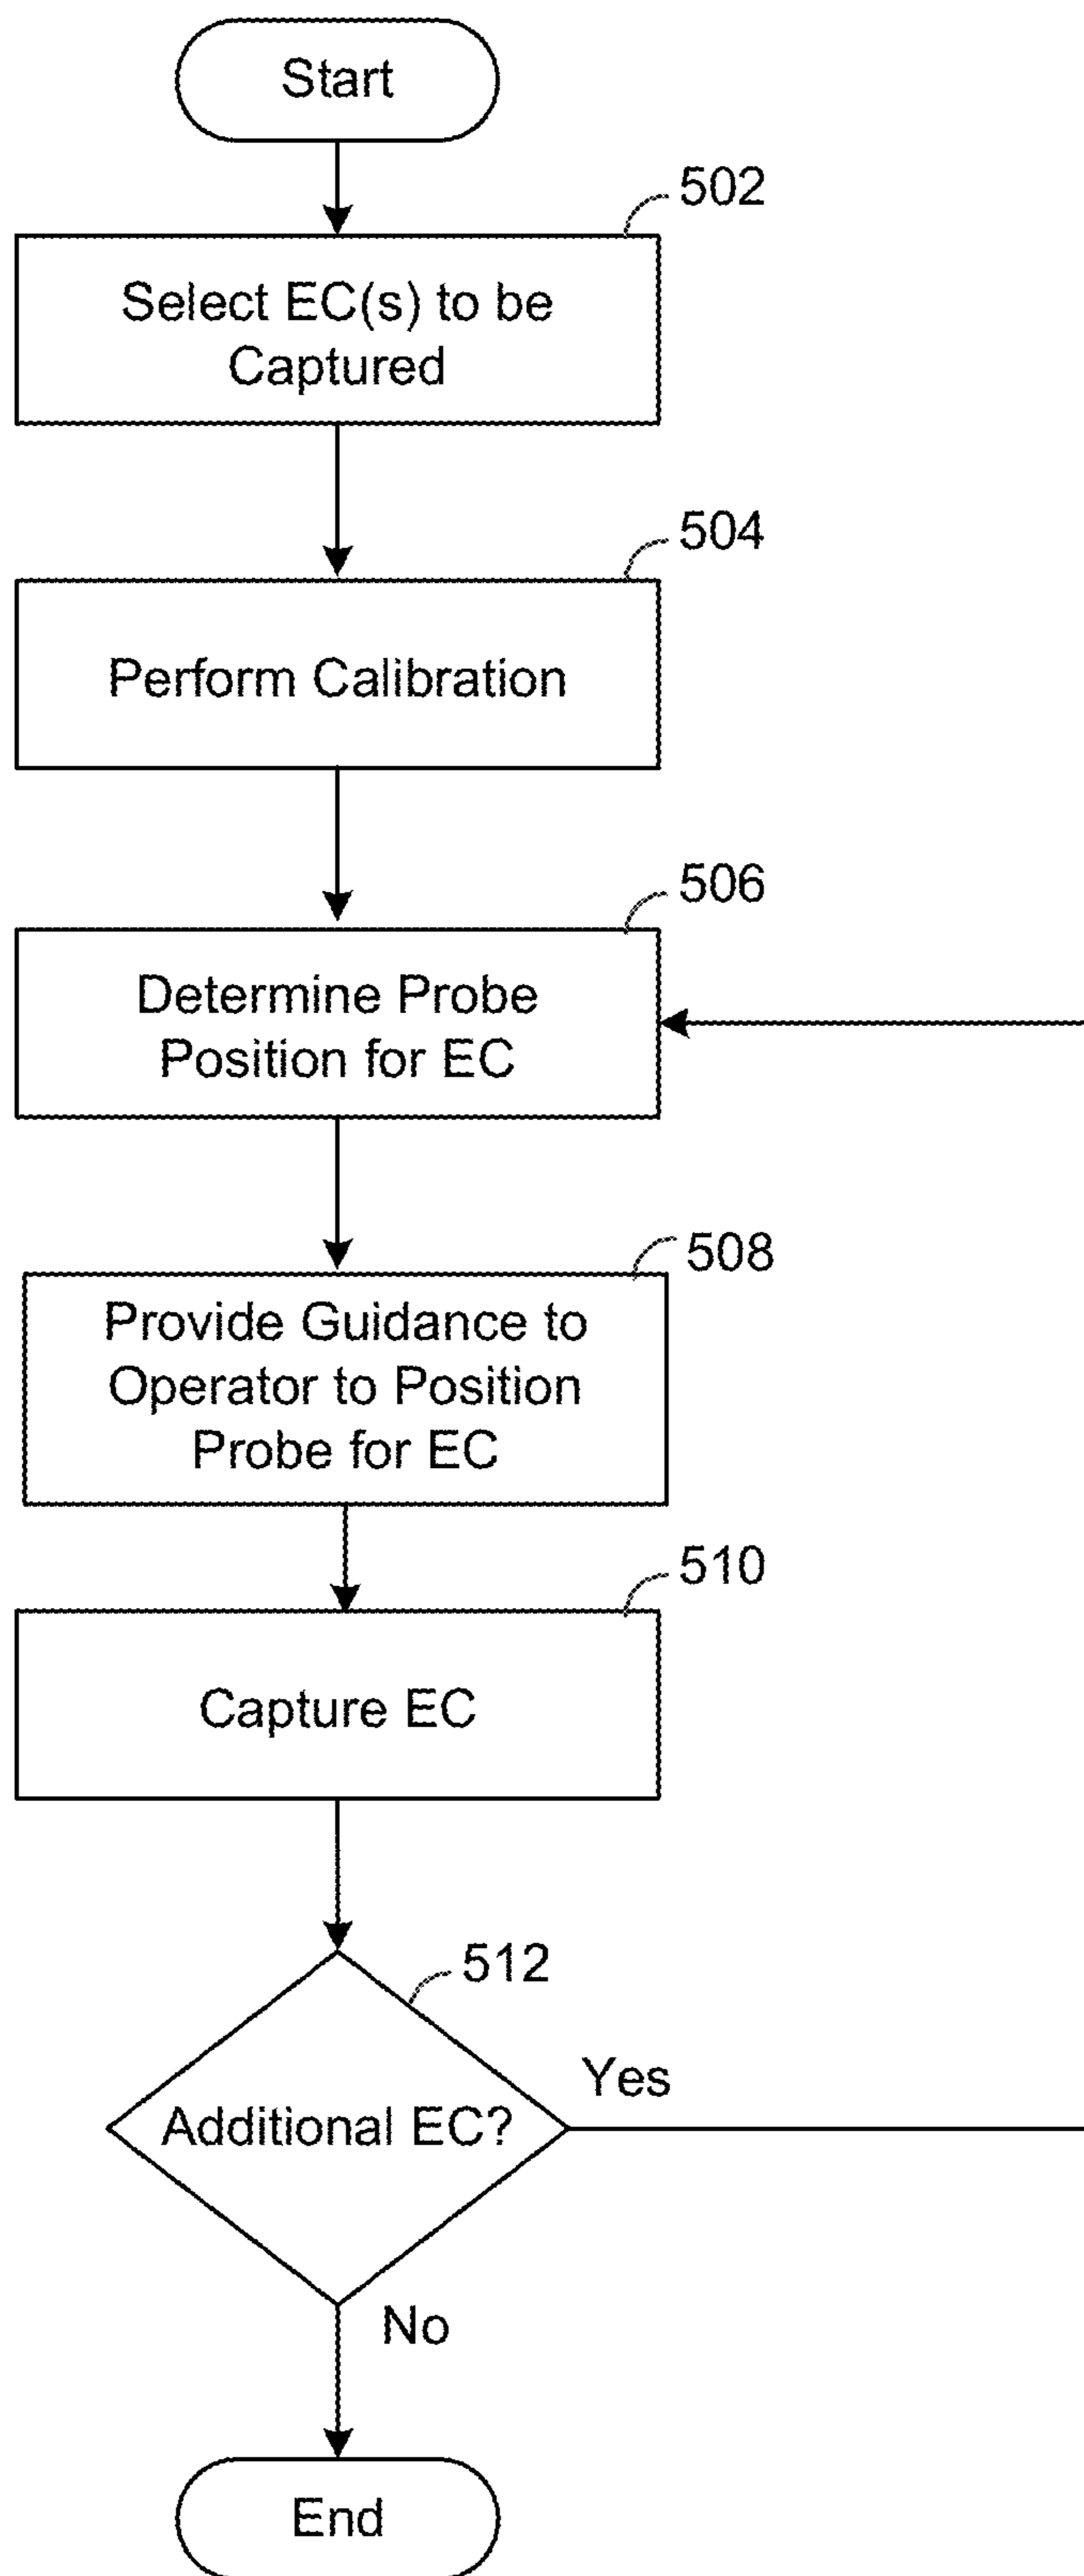 Start
502
Select EC(s) to be
Captured
504
Perform Calibration
506
Determine Probe
Position for EC
508
Provide Guidance to
Operator to Position
Probe for EC
510
Capture EC
512
Additional EC?
Yes
No
End